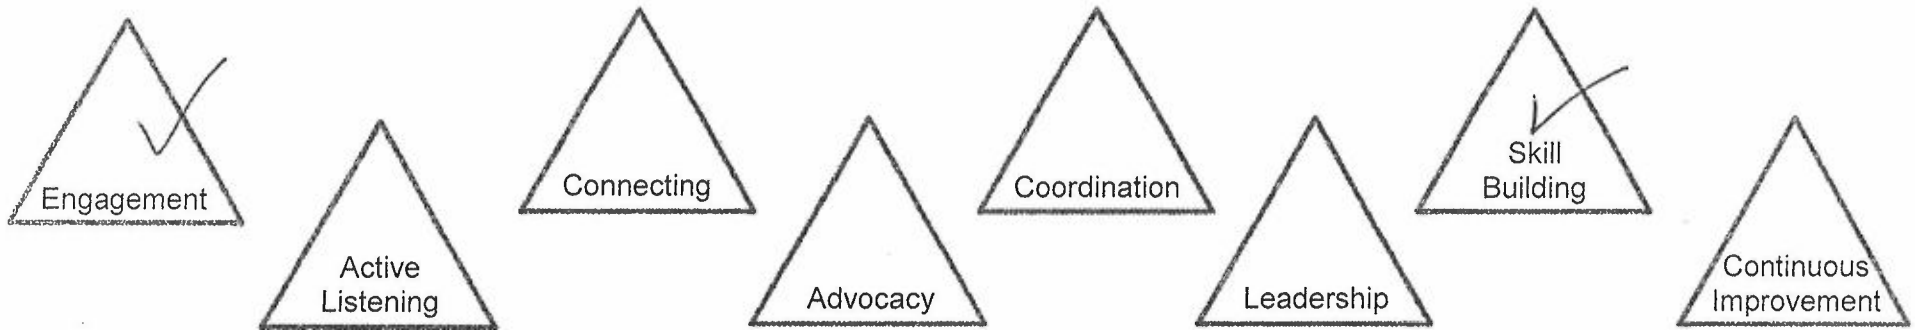 Engagement
Active
Listening
Connecting
Advocacy
Coordination
Leadership
Skill
Building
Continuous
Improvement